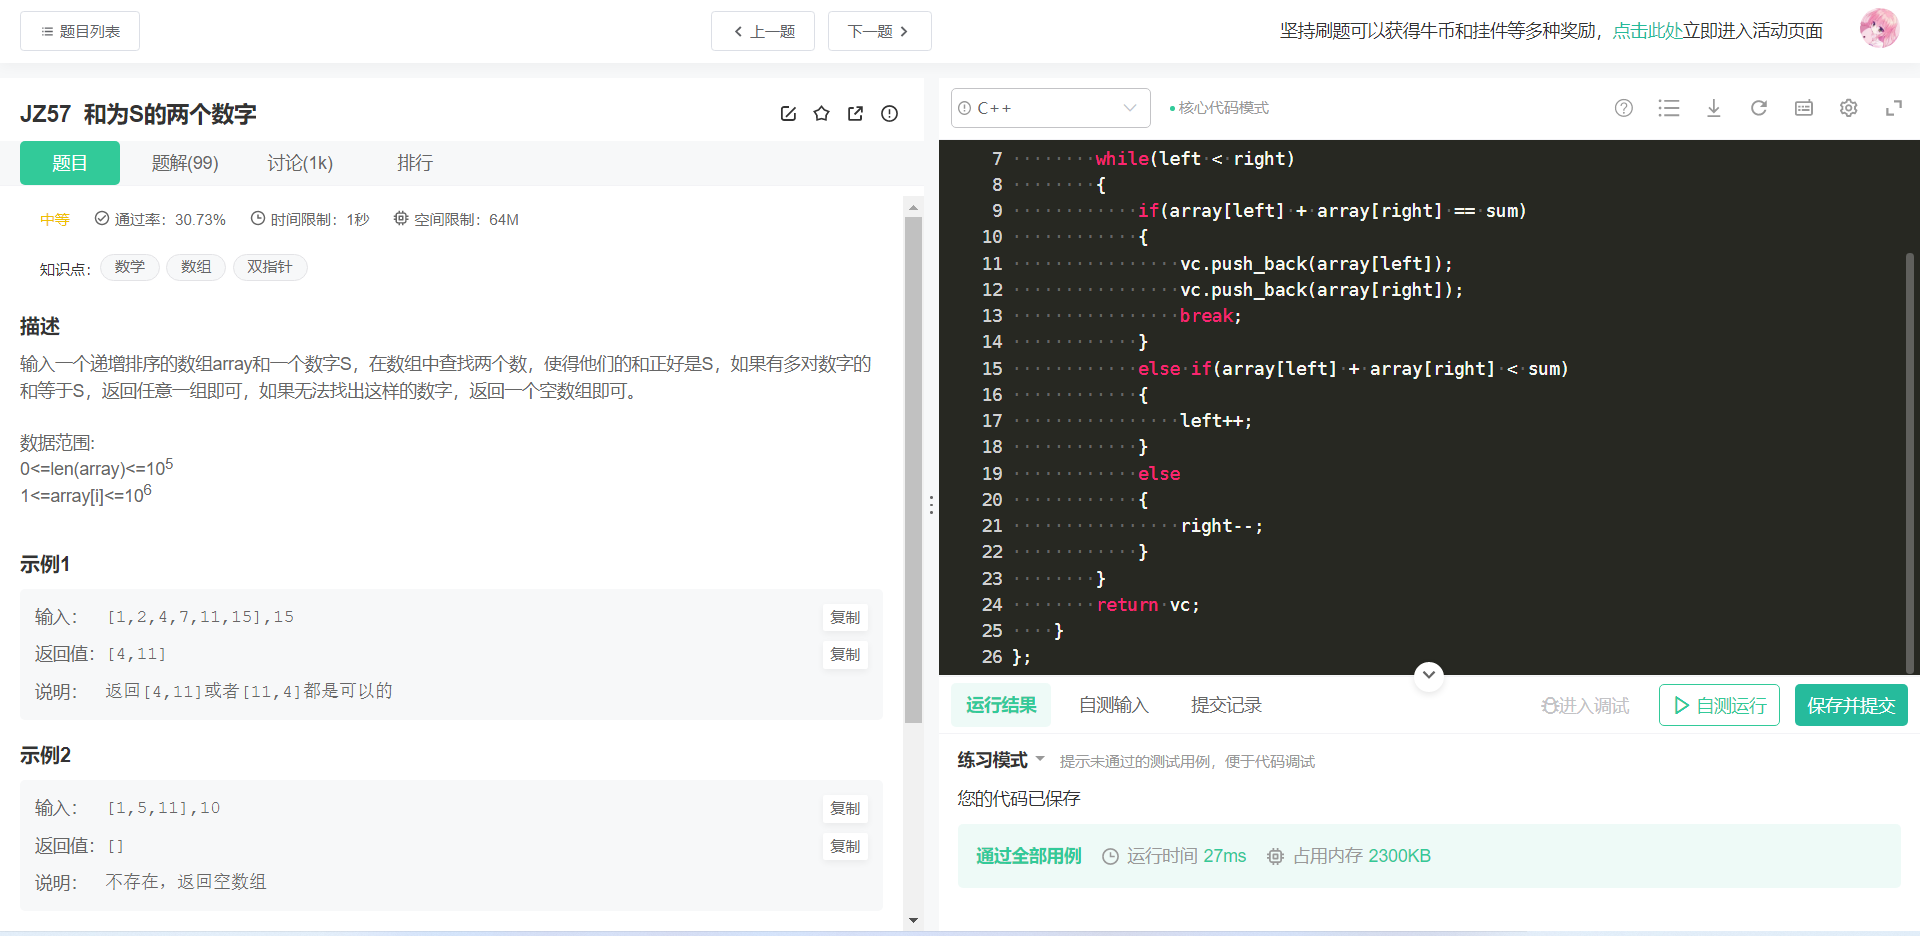 题目列表
上一题
下一题
坚持刷题可以获得牛币和挂件等多种奖励，点击此处立即进入活动页面
JZ57 和为S的两个数字
题目 题解(99) 讨论(1k) 排行
中等 通过率：30.73% 时间限制：1秒 空间限制：64M
知识点： 数学 数组 双指针
描述
输入一个递增排序的数组array和一个数字S，在数组中查找两个数，使得他们的和正好是S，如果有多对数字的
和等于S，返回任意一组即可，如果无法找出这样的数字，返回一个空数组即可。
数据范围:
0<=len(array)<=10⁵
1<=array[i]<=10⁶
示例1
输入： [1,2,4,7,11,15],15 复制
返回值： [4,11] 复制
说明： 返回[4,11]或者[11,4]都是可以的
示例2
输入： [1,5,11],10 复制
返回值： [] 复制
说明： 不存在，返回空数组
C++ 核心代码模式
7 while(left < right)
8 {
9 if(array[left] + array[right] == sum)
10 {
11 vc.push_back(array[left]);
12 vc.push_back(array[right]);
13 break;
14 }
15 else if(array[left] + array[right] < sum)
16 {
17 left++;
18 }
19 else
20 {
21 right--;
22 }
23 }
24 return vc;
25 }
26 };
运行结果 自测输入 提交记录 进入调试 自测运行 保存并提交
练习模式 提示未通过的测试用例，便于代码调试
您的代码已保存
通过全部用例 运行时间 27ms 占用内存 2300KB